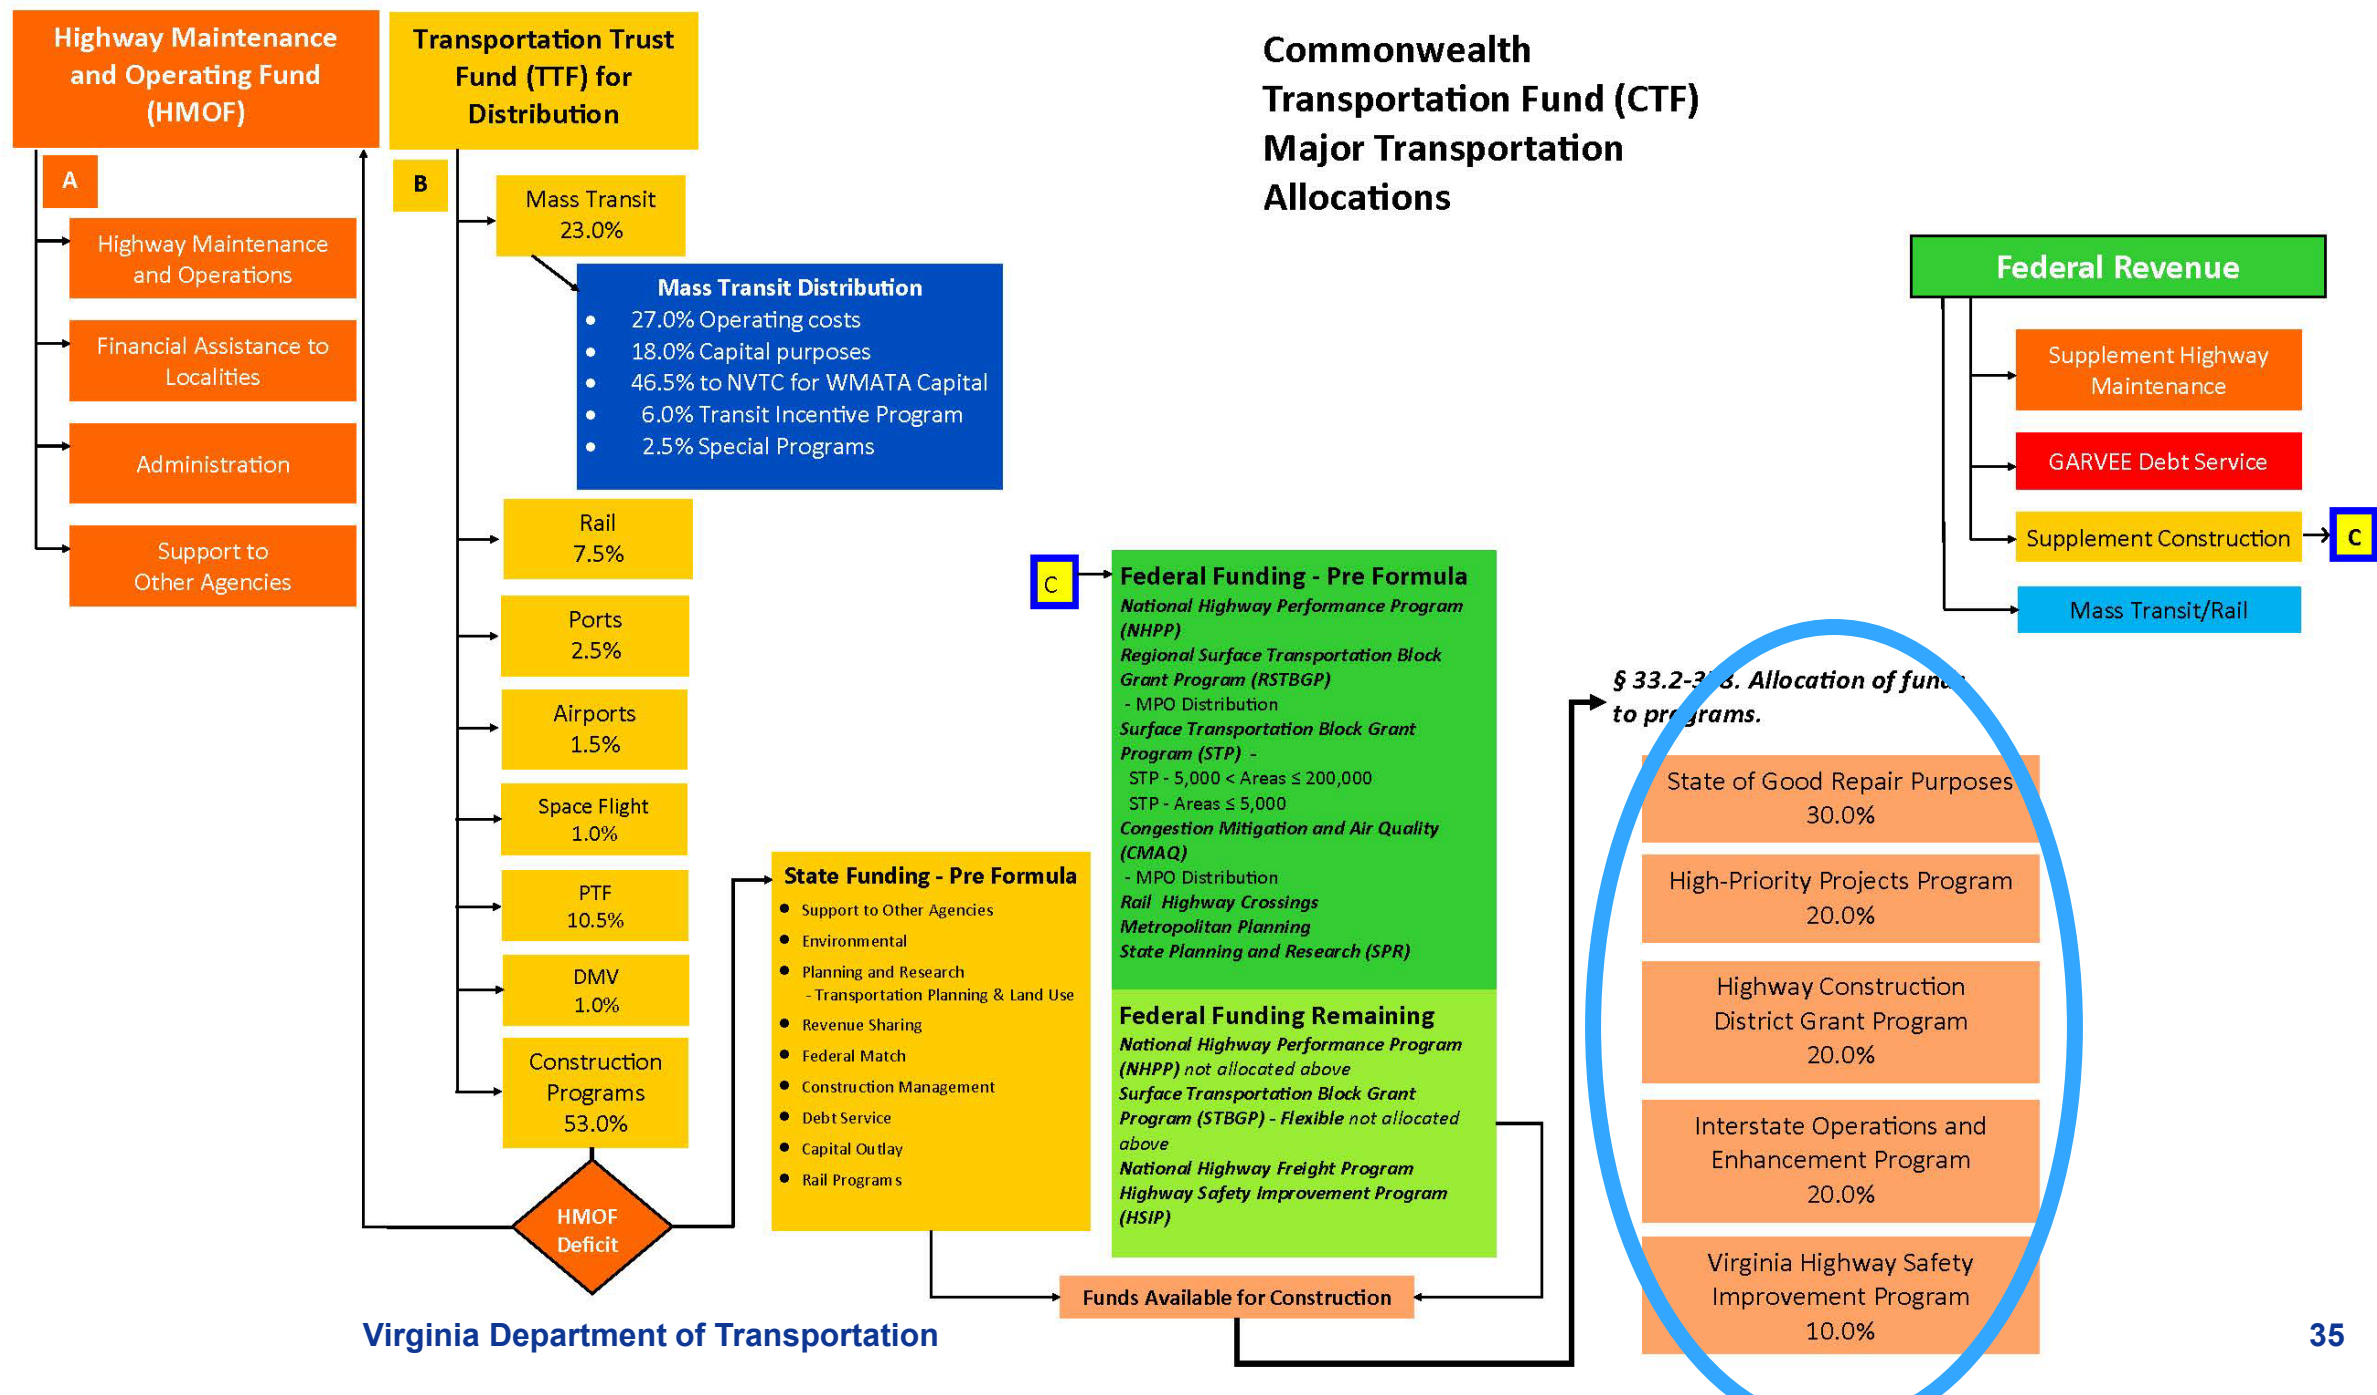 Highway Maintenance
and Operating Fund
(HMOF)
A
Highway Maintenance
and Operations
Financial Assistance to
Localities
Administration
Support to
Other Agencies
Transportation Trust
Fund (TTF) for
Distribution
B
Mass Transit
23.0%
Mass Transit Distribution
• 27.0% Operating costs
• 18.0% Capital purposes
• 46.5% to NVTC for WMATA Capital
• 6.0% Transit Incentive Program
• 2.5% Special Programs
Rail
7.5%
Ports
2.5%
Airports
1.5%
Space Flight
1.0%
PTF
10.5%
DMV
1.0%
Construction
Programs
53.0%
HMOF
Deficit
State Funding - Pre Formula
• Support to Other Agencies
• Environmental
• Planning and Research
- Transportation Planning & Land Use
• Revenue Sharing
• Federal Match
• Construction Management
• Debt Service
• Capital Outlay
• Rail Programs
Commonwealth
Transportation Fund (CTF)
Major Transportation
Allocations
C
Federal Funding - Pre Formula
National Highway Performance Program
(NHPP)
Regional Surface Transportation Block
Grant Program (RSTBGP)
- MPO Distribution
Surface Transportation Block Grant
Program (STP) -
STP - 5,000 < Areas ≤ 200,000
STP - Areas ≤ 5,000
Congestion Mitigation and Air Quality
(CMAQ)
- MPO Distribution
Rail Highway Crossings
Metropolitan Planning
State Planning and Research (SPR)
Federal Funding Remaining
National Highway Performance Program
(NHPP) not allocated above
Surface Transportation Block Grant
Program (STBGP) - Flexible not allocated
above
National Highway Freight Program
Highway Safety Improvement Program
(HSIP)
Funds Available for Construction
Federal Revenue
Supplement Highway
Maintenance
GARVEE Debt Service
Supplement Construction
C
Mass Transit/Rail
§ Allocation of
to programs.
State of Good Repair Purposes
30.0%
High-Priority Projects Program
20.0%
Highway Construction
District Grant Program
20.0%
Interstate Operations and
Enhancement Program
20.0%
Virginia Highway Safety
Improvement Program
10.0%
Virginia Department of Transportation
35